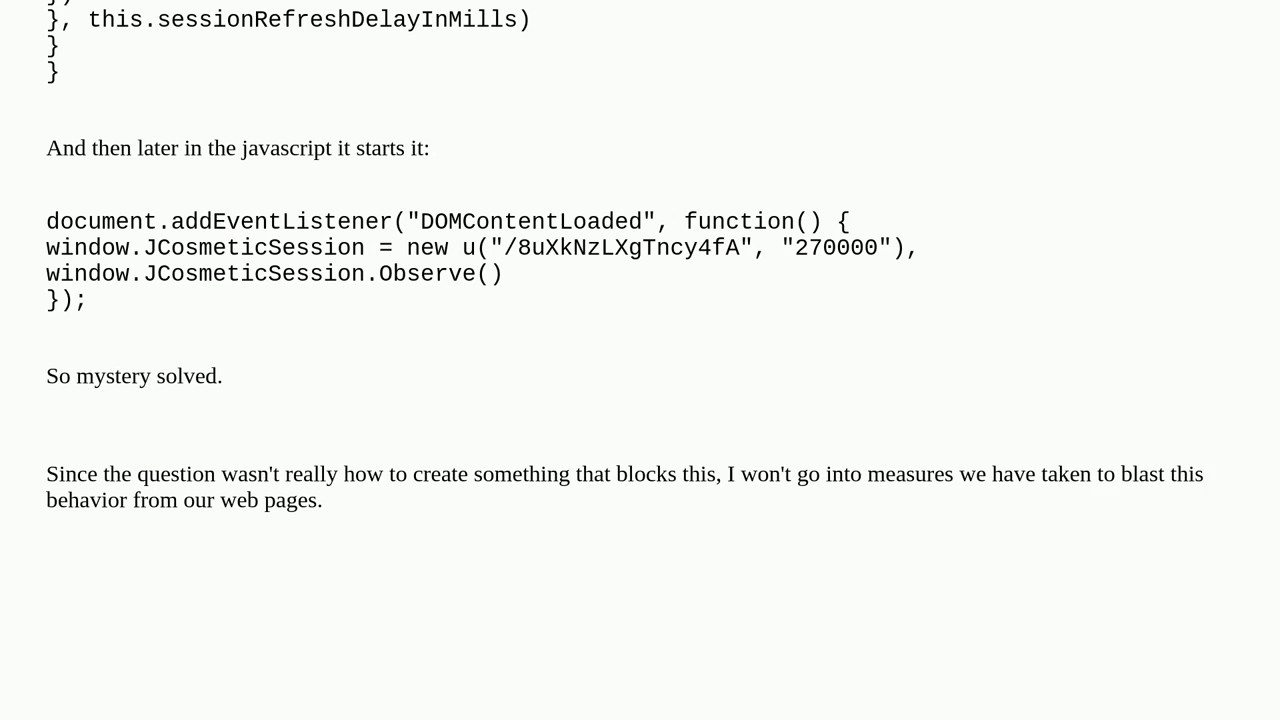 }, this.sessionRefreshDelayInMills)
}
}
And then later in the javascript it starts it:
document.addEventListener("DOMContentLoaded", function() {
window.JCosmeticSession = new u("/8uXkNzLXgTncy4fA", "270000"),
window.JCosmeticSession.Observe()
});
So mystery solved.
Since the question wasn't really how to create something that blocks this, I won't go into measures we have taken to blast this
behavior from our web pages.